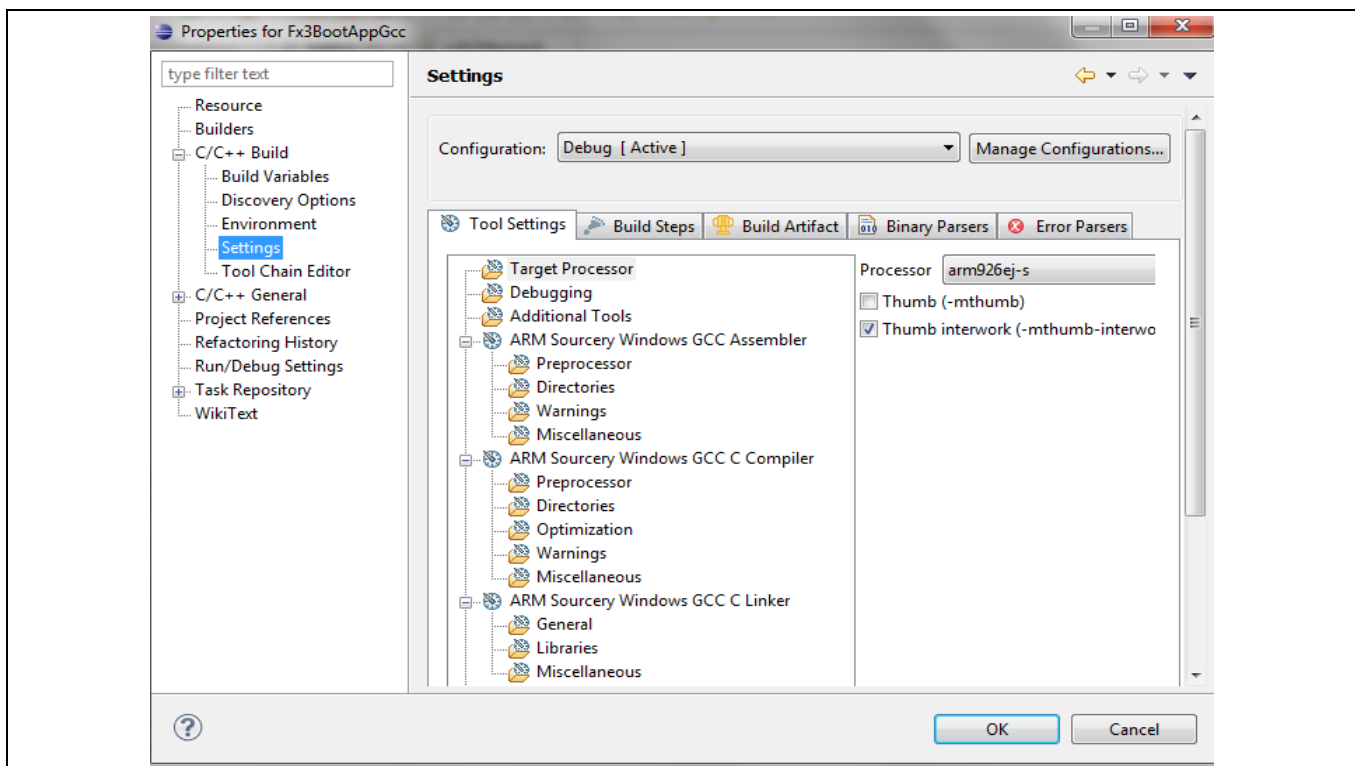 Properties for Fx3BootAppGcc
type filter text
Resource
Builders
C/C++ Build
Build Variables
Discovery Options
Environment
Settings
Tool Chain Editor
C/C++ General
Project References
Refactoring History
Run/Debug Settings
Task Repository
WikiText
Settings
Configuration: Debug [ Active ] Manage Configurations...
Tool Settings Build Steps Build Artifact Binary Parsers Error Parsers
Target Processor
Debugging
Additional Tools
ARM Sourcery Windows GCC Assembler
Preprocessor
Directories
Warnings
Miscellaneous
ARM Sourcery Windows GCC C Compiler
Preprocessor
Directories
Optimization
Warnings
Miscellaneous
ARM Sourcery Windows GCC C Linker
General
Libraries
Miscellaneous
Processor arm926ej-s
Thumb (-mthumb)
Thumb interwork (-mthumb-interwo
OK Cancel